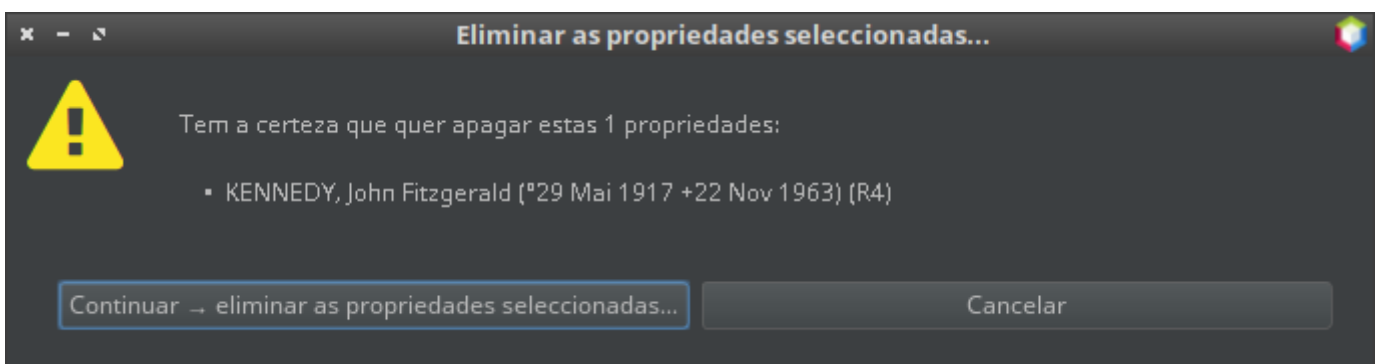 Eliminar as propriedades seleccionadas...
Tem a certeza que quer apagar estas 1 propriedades:
▪ KENNEDY, John Fitzgerald (°29 Mai 1917 +22 Nov 1963) (R4)
Continuar → eliminar as propriedades seleccionadas...
Cancelar